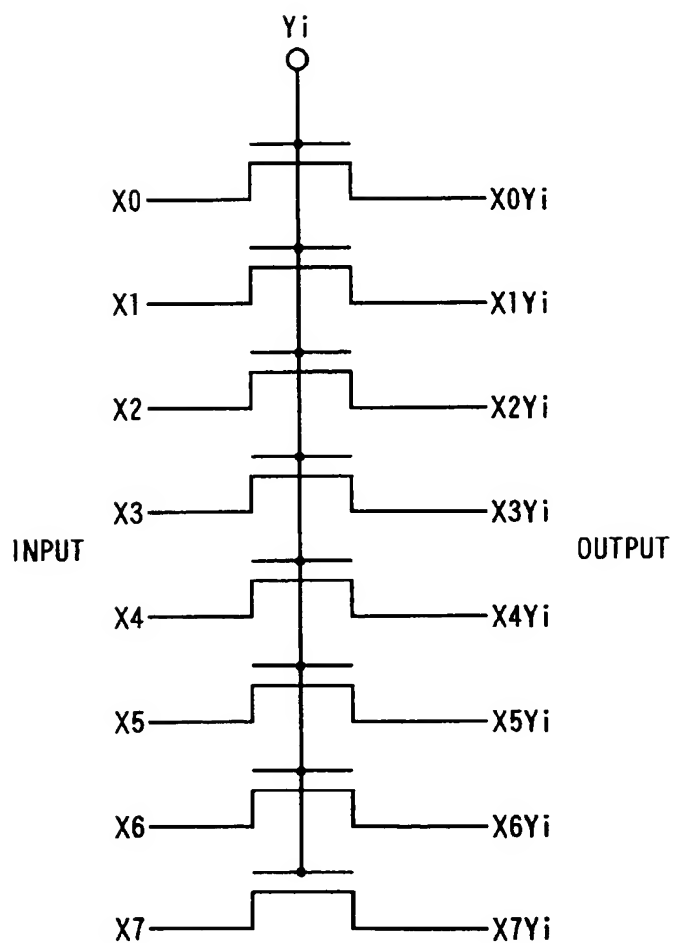 Yi
X0 X0Yi
X1 X1Yi
X2 X2Yi
X3 X3Yi
INPUT OUTPUT
X4 X4Yi
X5 X5Yi
X6 X6Yi
X7 X7Yi